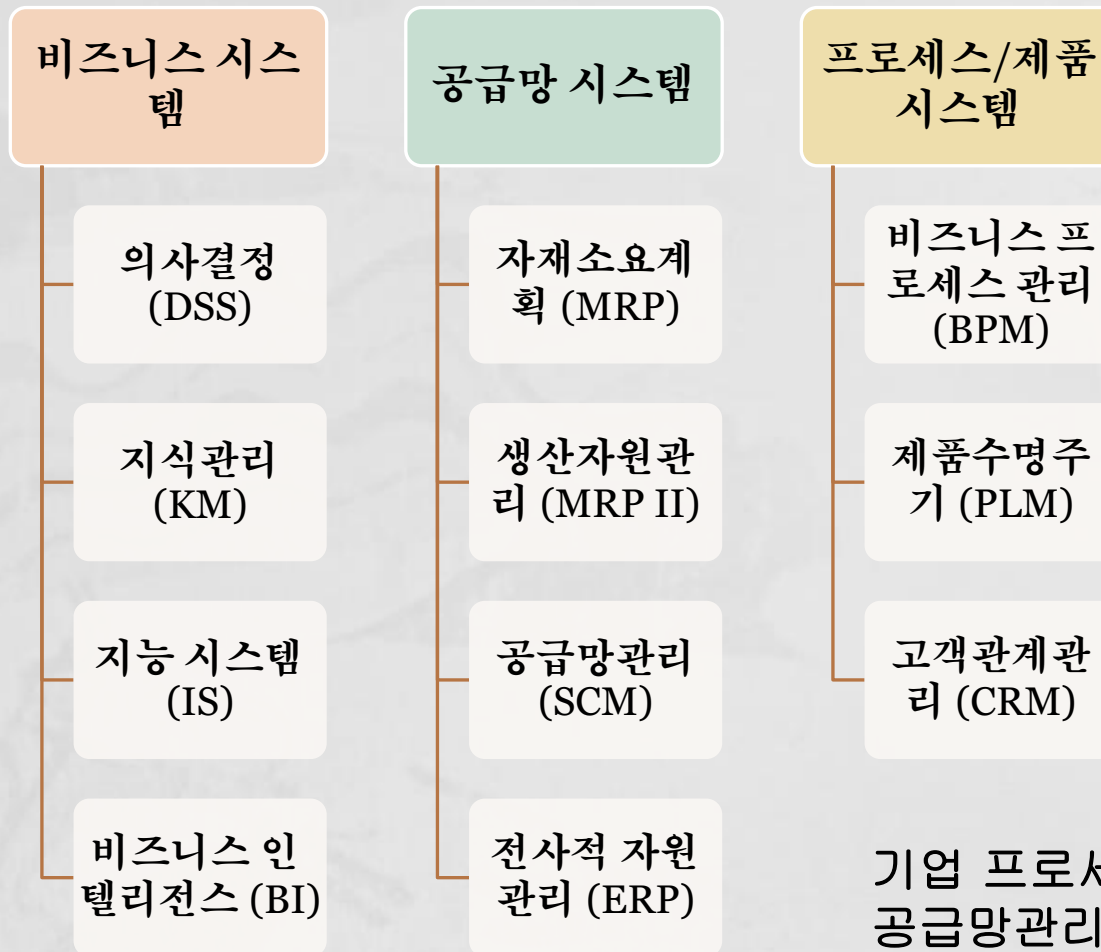 비즈니스 시스
템
의사결정
(DSS)
지식관리
(KM)
지능 시스템
(IS)
비즈니스 인
텔리전스 (BI)
공급망 시스템
자재소요계
획 (MRP)
생산자원관
리 (MRP II)
공급망관리
(SCM)
전사적 자원
관리 (ERP)
프로세스/제품
시스템
비즈니스 프
로세스 관리
(BPM)
제품수명주
기 (PLM)
고객관계관
리 (CRM)
기업 프로세
공급망관리